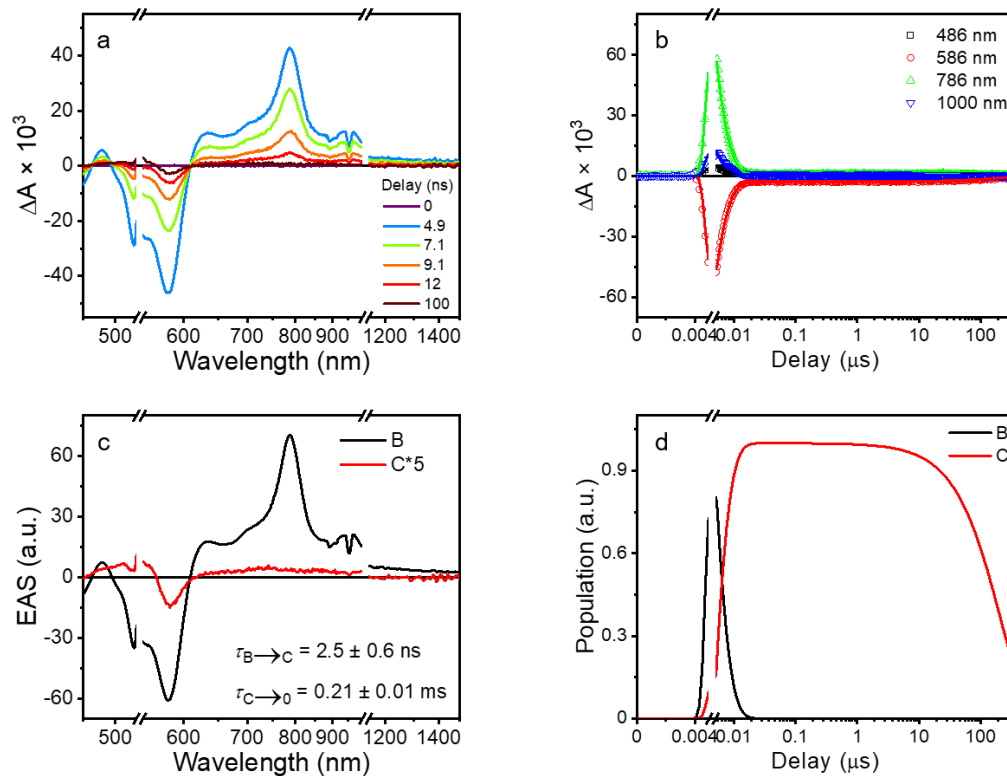 a
ΔA × 10³
40
20
0
-20
-40
Delay (ns)
0
4.9
7.1
9.1
12
100
500
600
700
800
900
1200
1400
Wavelength (nm)
b
ΔA × 10³
60
30
0
-30
-60
486 nm
586 nm
786 nm
1000 nm
0
0.004
0.01
0.1
1
10
100
Delay (μs)
c
EAS (a.u.)
60
30
0
-30
-60
B
C*5
τB→C = 2.5 ± 0.6 ns
τC→0 = 0.21 ± 0.01 ms
500
600
700
800
900
1200
1400
Wavelength (nm)
d
Population (a.u.)
0.9
0.6
0.3
0
B
C
0
0.004
0.01
0.1
1
10
100
Delay (μs)